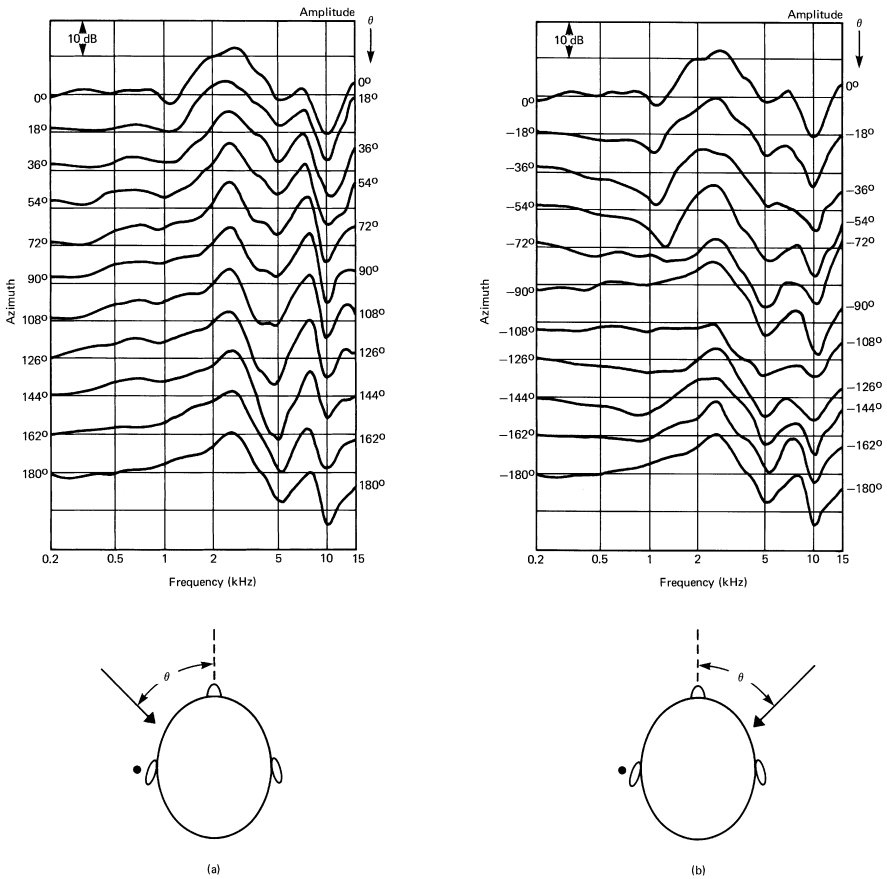 Amplitude
θ
10 dB
0º
18º
36º
54º
72º
90º
108º
126º
144º
162º
180º
0º
18º
36º
54º
72º
90º
108º
126º
144º
162º
180º
Azimuth
0.2 0.5 1 2 5 10 15
Frequency (kHz)
θ
(a)
Amplitude
θ
10 dB
0º
−18º
−36º
−54º
−72º
−90º
−108º
−126º
−144º
−162º
−180º
0º
−18º
−36º
−54º
−72º
−90º
−108º
−126º
−144º
−162º
−180º
Azimuth
0.2 0.5 1 2 5 10 15
Frequency (kHz)
θ
(b)